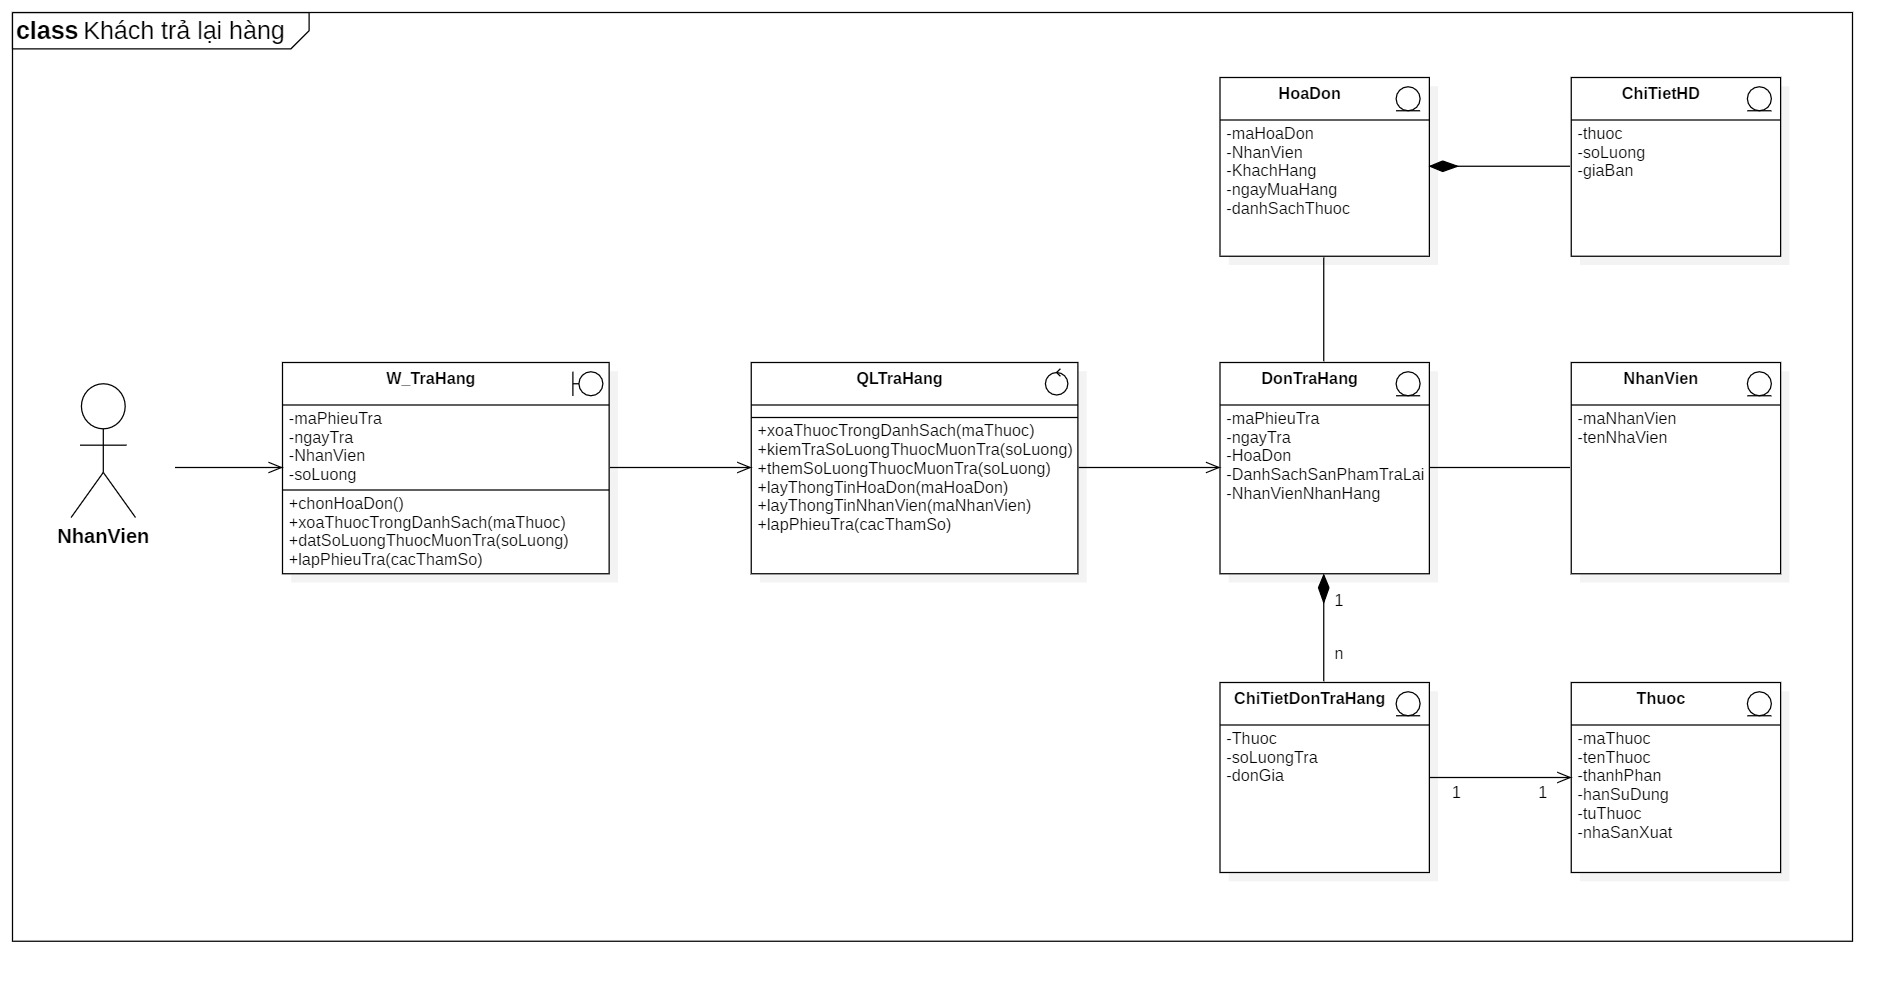 class Khách trả lại hàng
HoaDon
-maHoaDon
-NhanVien
-KhachHang
-ngayMuaHang
-danhSachThuoc
ChiTietHD
-thuoc
-soLuong
-giaBan
NhanVien
W_TraHang
-maPhieuTra
-ngayTra
-NhanVien
-soLuong
+chonHoaDon()
+xoaThuocTrongDanhSach(maThuoc)
+datSoLuongThuocMuonTra(soLuong)
+lapPhieuTra(cacThamSo)
QLTraHang
+xoaThuocTrongDanhSach(maThuoc)
+kiemTraSoLuongThuocMuonTra(soLuong)
+themSoLuongThuocMuonTra(soLuong)
+layThongTinHoaDon(maHoaDon)
+layThongTinNhanVien(maNhanVien)
+lapPhieuTra(cacThamSo)
DonTraHang
-maPhieuTra
-ngayTra
-HoaDon
-DanhSachSanPhamTraLai
-NhanVienNhanHang
NhanVien
-maNhanVien
-tenNhaVien
1
n
ChiTietDonTraHang
-Thuoc
-soLuongTra
-donGia
1
1
Thuoc
-maThuoc
-tenThuoc
-thanhPhan
-hanSuDung
-tuThuoc
-nhaSanXuat